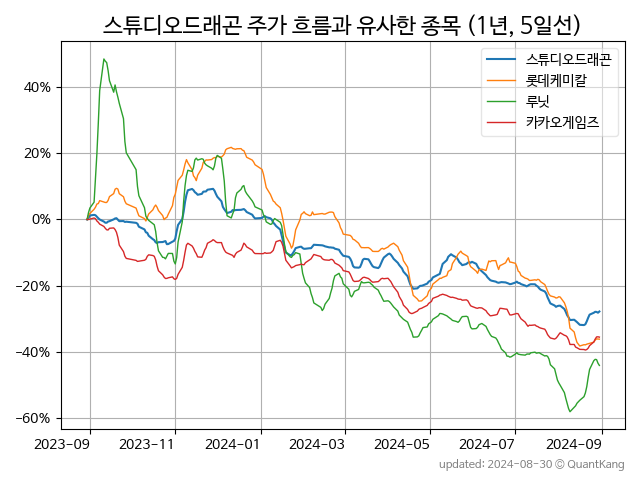 스튜디오드래곤 주가 흐름과 유사한 종목 (1년, 5일선)
스튜디오드래곤
롯데케미칼
루닛
카카오게임즈
40%
20%
0%
−20%
−40%
−60%
2023-09 2023-11 2024-01 2024-03 2024-05 2024-07 2024-09
updated: 2024-08-30 © QuantKang